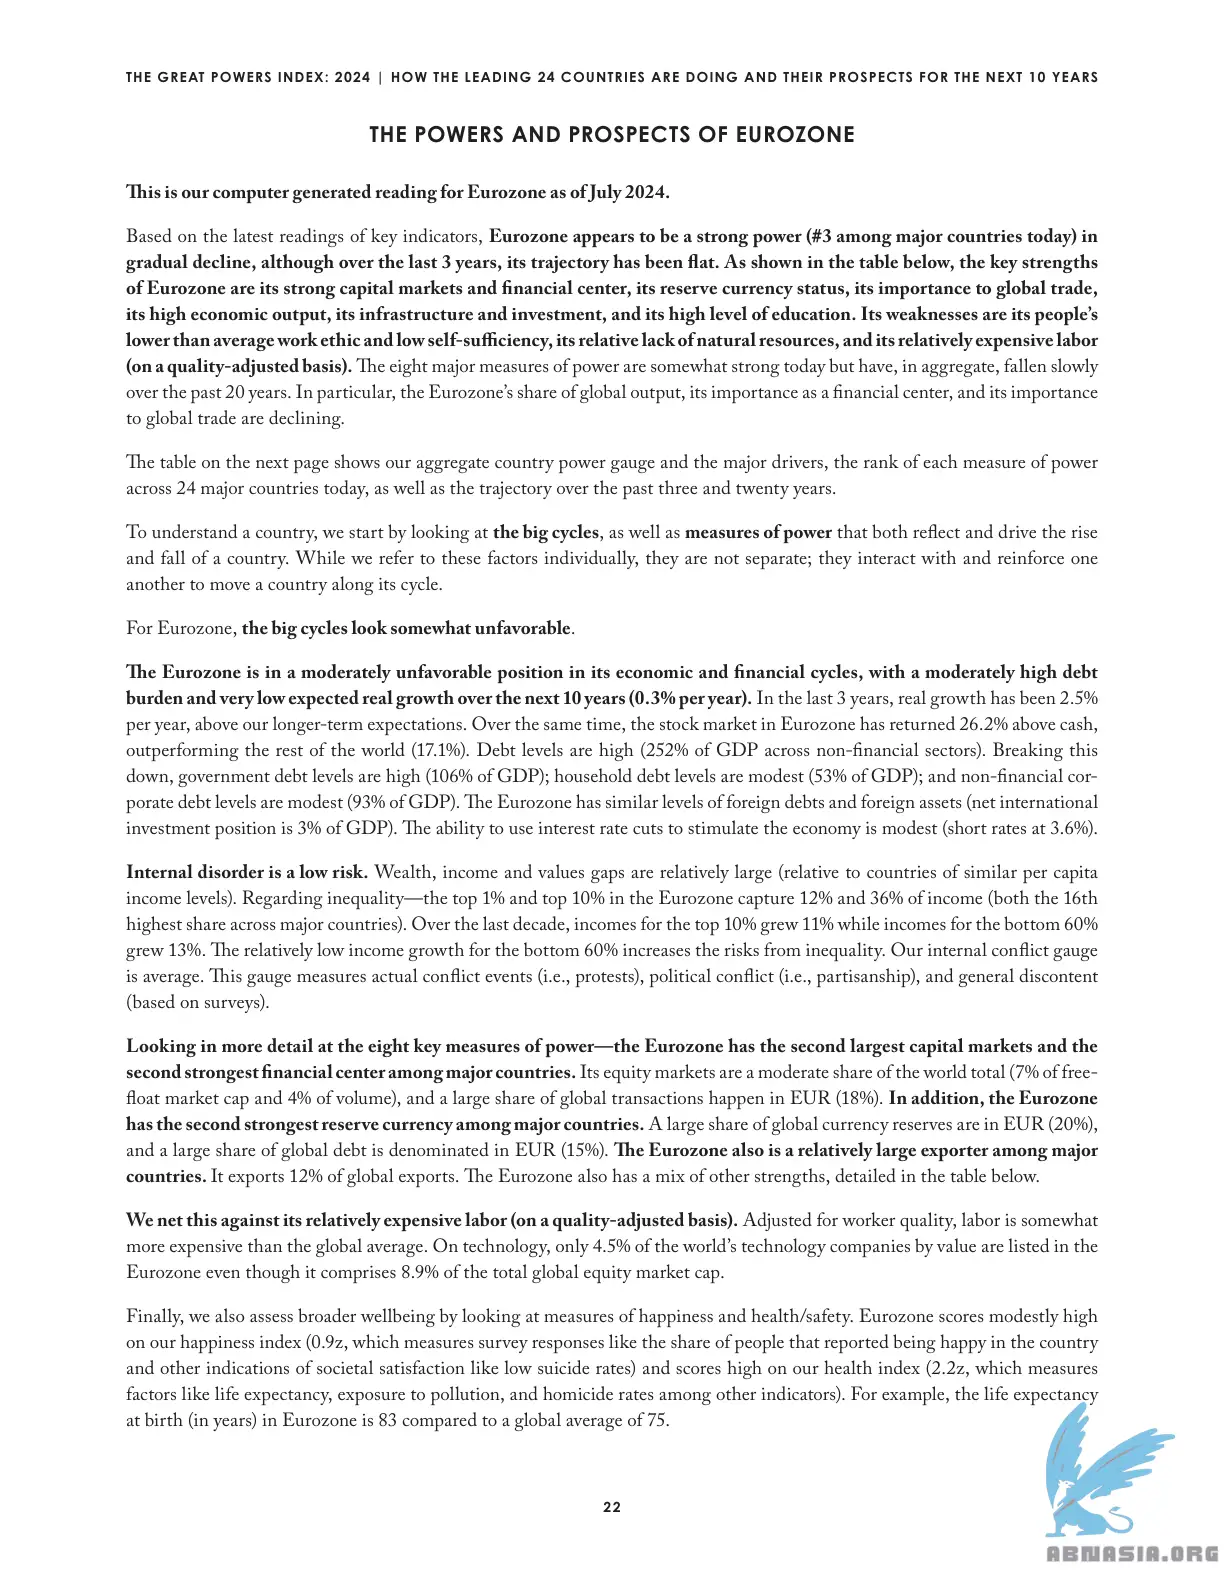 THE GREAT POWERS INDEX: 2024 | HOW THE LEADING 24 COUNTRIES ARE DOING AND THEIR PROSPECTS FOR THE NEXT 10 YEARS
THE POWERS AND PROSPECTS OF EUROZONE
This is our computer generated reading for Eurozone as of July 2024.
Based on the latest readings of key indicators, Eurozone appears to be a strong power (#3 among major countries today) in
gradual decline, although over the last 3 years, its trajectory has been flat. As shown in the table below, the key strengths
of Eurozone are its strong capital markets and financial center, its reserve currency status, its importance to global trade,
its high economic output, its infrastructure and investment, and its high level of education. Its weaknesses are its people's
lower than average work ethic and low self-sufficiency, its relative lack of natural resources, and its relatively expensive labor
(on a quality-adjusted basis). The eight major measures of power are somewhat strong today but have, in aggregate, fallen slowly
over the past 20 years. In particular, the Eurozone's share of global output, its importance as a financial center, and its importance
to global trade are declining.
The table on the next page shows our aggregate country power gauge and the major drivers, the rank of each measure of power
across 24 major countries today, as well as the trajectory over the past three and twenty years.
To understand a country, we start by looking at the big cycles, as well as measures of power that both reflect and drive the rise
and fall of a country. While we refer to these factors individually, they are not separate; they interact with and reinforce one
another to move a country along its cycle.
For Eurozone, the big cycles look somewhat unfavorable.
The Eurozone is in a moderately unfavorable position in its economic and financial cycles, with a moderately high debt
burden and very low expected real growth over the next 10 years (0.3% per year). In the last 3 years, real growth has been 2.5%
per year, above our longer-term expectations. Over the same time, the stock market in Eurozone has returned 26.2% above cash,
outperforming the rest of the world (17.1%). Debt levels are high (252% of GDP across non-financial sectors). Breaking this
down, government debt levels are high (106% of GDP); household debt levels are modest (53% of GDP); and non-financial cor-
porate debt levels are modest (93% of GDP). The Eurozone has similar levels of foreign debts and foreign assets (net international
investment position is 3% of GDP). The ability to use interest rate cuts to stimulate the economy is modest (short rates at 3.6%).
Internal disorder is a low risk. Wealth, income and values gaps are relatively large (relative to countries of similar per capita
income levels). Regarding inequality—the top 1% and top 10% in the Eurozone capture 12% and 36% of income (both the 16th
highest share across major countries). Over the last decade, incomes for the top 10% grew 11% while incomes for the bottom 60%
grew 13%. The relatively low income growth for the bottom 60% increases the risks from inequality. Our internal conflict gauge
is average. This gauge measures actual conflict events (i.e., protests), political conflict (i.e., partisanship), and general discontent
(based on surveys).
Looking in more detail at the eight key measures of power—the Eurozone has the second largest capital markets and the
second strongest financial center among major countries. Its equity markets are a moderate share of the world total (7% of free-
float market cap and 4% of volume), and a large share of global transactions happen in EUR (18%). In addition, the Eurozone
has the second strongest reserve currency among major countries. A large share of global currency reserves are in EUR (20%),
and a large share of global debt is denominated in EUR (15%). The Eurozone also is a relatively large exporter among major
countries. It exports 12% of global exports. The Eurozone also has a mix of other strengths, detailed in the table below.
We net this against its relatively expensive labor (on a quality-adjusted basis). Adjusted for worker quality, labor is somewhat
more expensive than the global average. On technology, only 4.5% of the world's technology companies by value are listed in the
Eurozone even though it comprises 8.9% of the total global equity market cap.
Finally, we also assess broader wellbeing by looking at measures of happiness and health/safety. Eurozone scores modestly high
on our happiness index (0.9z, which measures survey responses like the share of people that reported being happy in the country
and other indications of societal satisfaction like low suicide rates) and scores high on our health index (2.2z, which measures
factors like life expectancy, exposure to pollution, and homicide rates among other indicators). For example, the life expectancy
at birth (in years) in Eurozone is 83 compared to a global average of 75.
22
ABNASIA.ORG